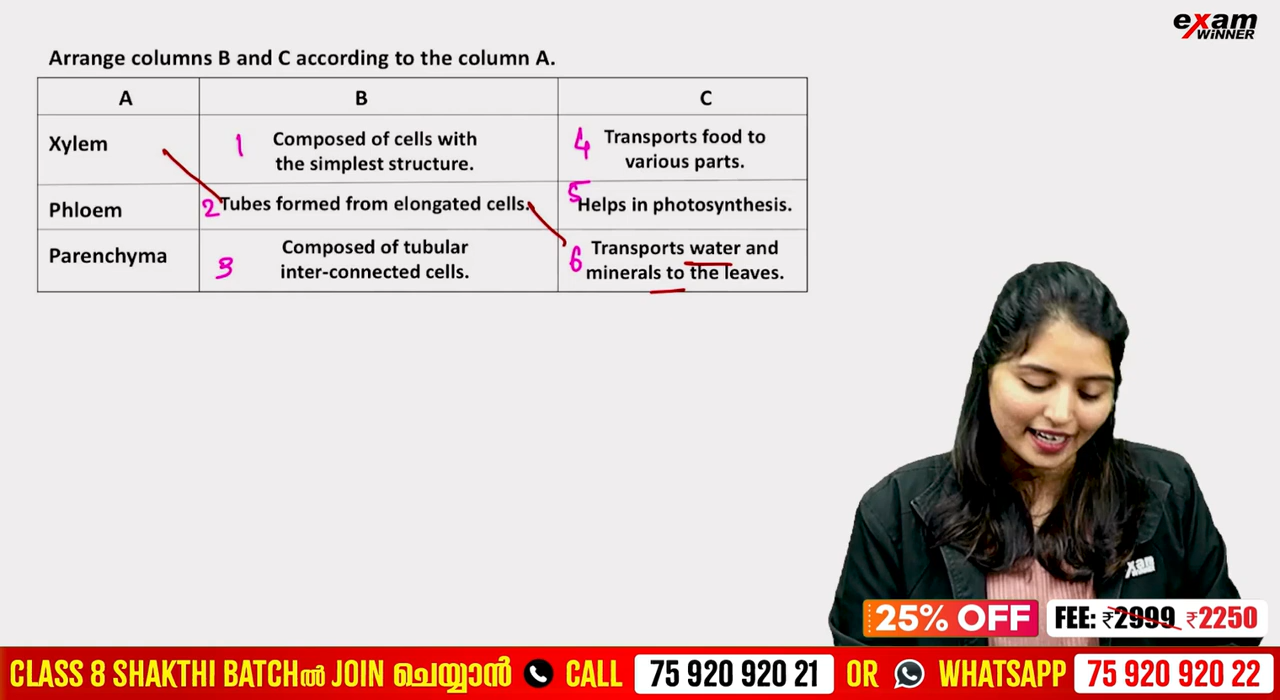 exam
WINNER
Arrange columns B and C according to the column A.
A B C
Xylem 1 Composed of cells with the simplest structure. 4 Transports food to various parts.
Phloem 2 Tubes formed from elongated cells. 5 Helps in photosynthesis.
Parenchyma 3 Composed of tubular inter-connected cells. 6 Transports water and minerals to the leaves.
exam
WINNER
25% OFF FEE: ₹2999 ₹2250
CLASS 8 SHAKTHI BATCHൽ JOIN ചെയ്യാൻ CALL 75 920 920 21 OR WHATSAPP 75 920 920 22